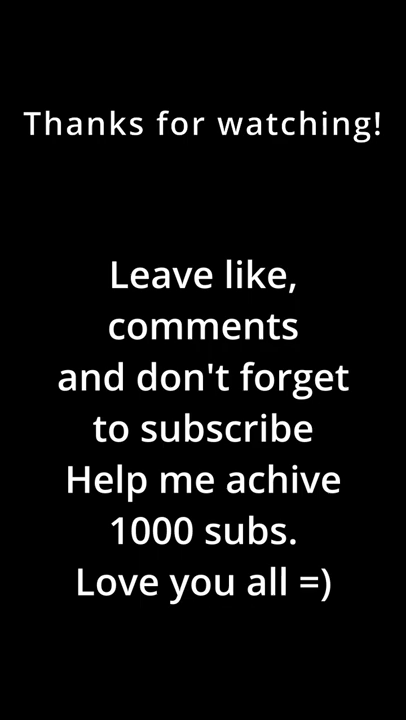 Thanks for watching!
Leave like,
comments
and don't forget
to subscribe
Help me achive
1000 subs.
Love you all =)